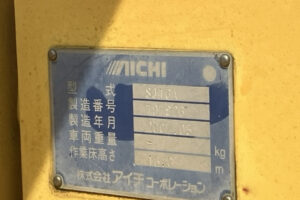 AICHI
型式
製造番号
製造年月
車両重量 kg
作業床高さ m
株式会社アイチコーポレーション